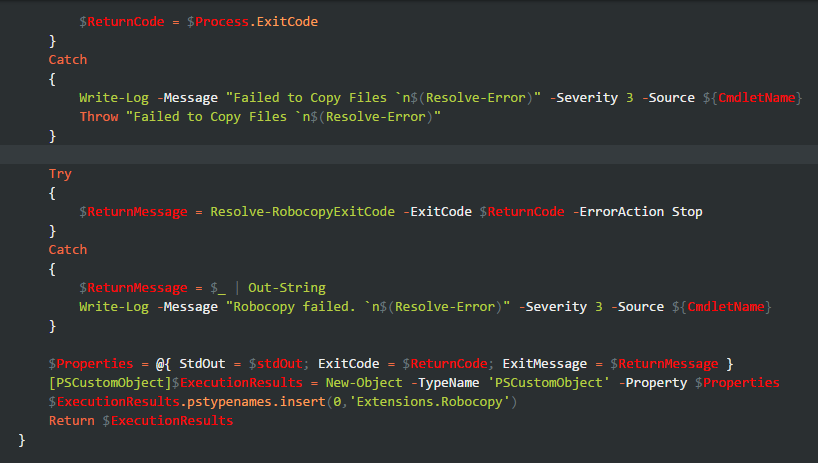 $ReturnCode = $Process.ExitCode
}
Catch
{
Write-Log -Message "Failed to Copy Files `n$(Resolve-Error)" -Severity 3 -Source ${CmdletName}
Throw "Failed to Copy Files `n$(Resolve-Error)"
}
Try
{
$ReturnMessage = Resolve-RobocopyExitCode -ExitCode $ReturnCode -ErrorAction Stop
}
Catch
{
$ReturnMessage = $_ | Out-String
Write-Log -Message "Robocopy failed. `n$(Resolve-Error)" -Severity 3 -Source ${CmdletName}
}
$Properties = @{ StdOut = $stdOut; ExitCode = $ReturnCode; ExitMessage = $ReturnMessage }
[PSCustomObject]$ExecutionResults = New-Object -TypeName 'PSCustomObject' -Property $Properties
$ExecutionResults.pstypenames.insert(0,'Extensions.Robocopy')
Return $ExecutionResults
}